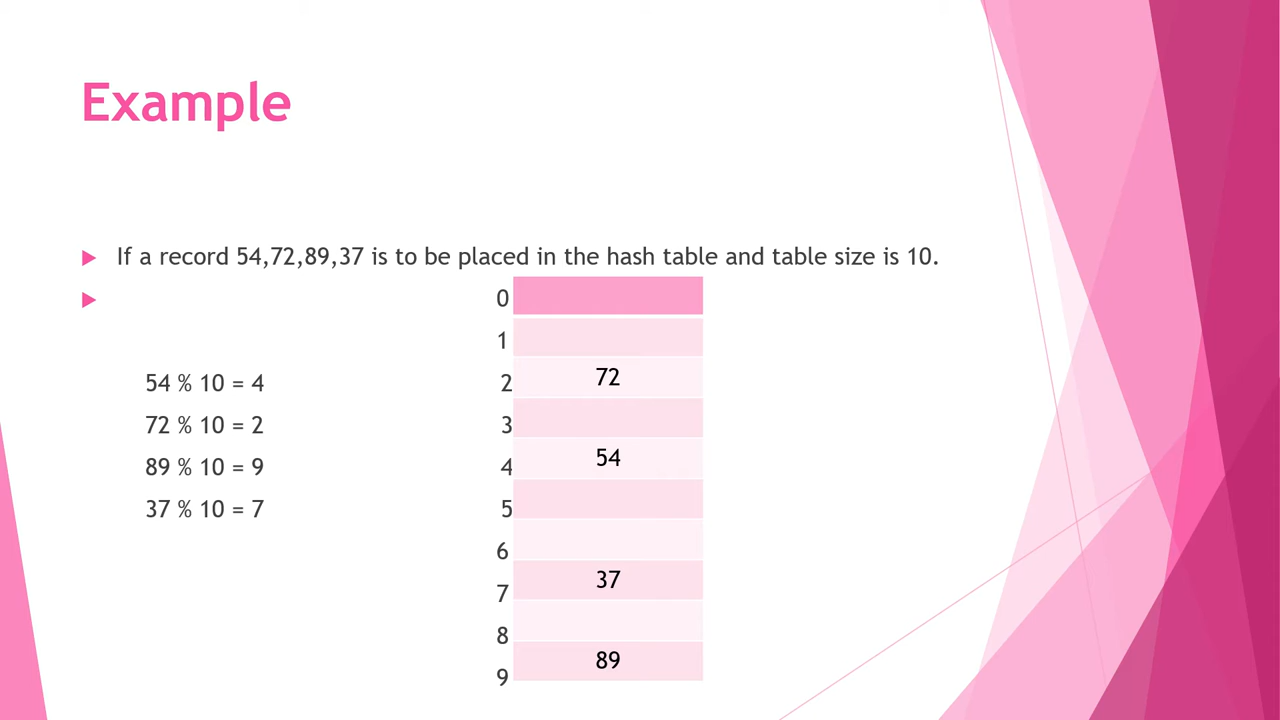 Example
If a record 54,72,89,37 is to be placed in the hash table and table size is 10.
0
1
54 % 10 = 4 2 72
72 % 10 = 2 3
89 % 10 = 9 4 54
37 % 10 = 7 5
6
7 37
8
9 89